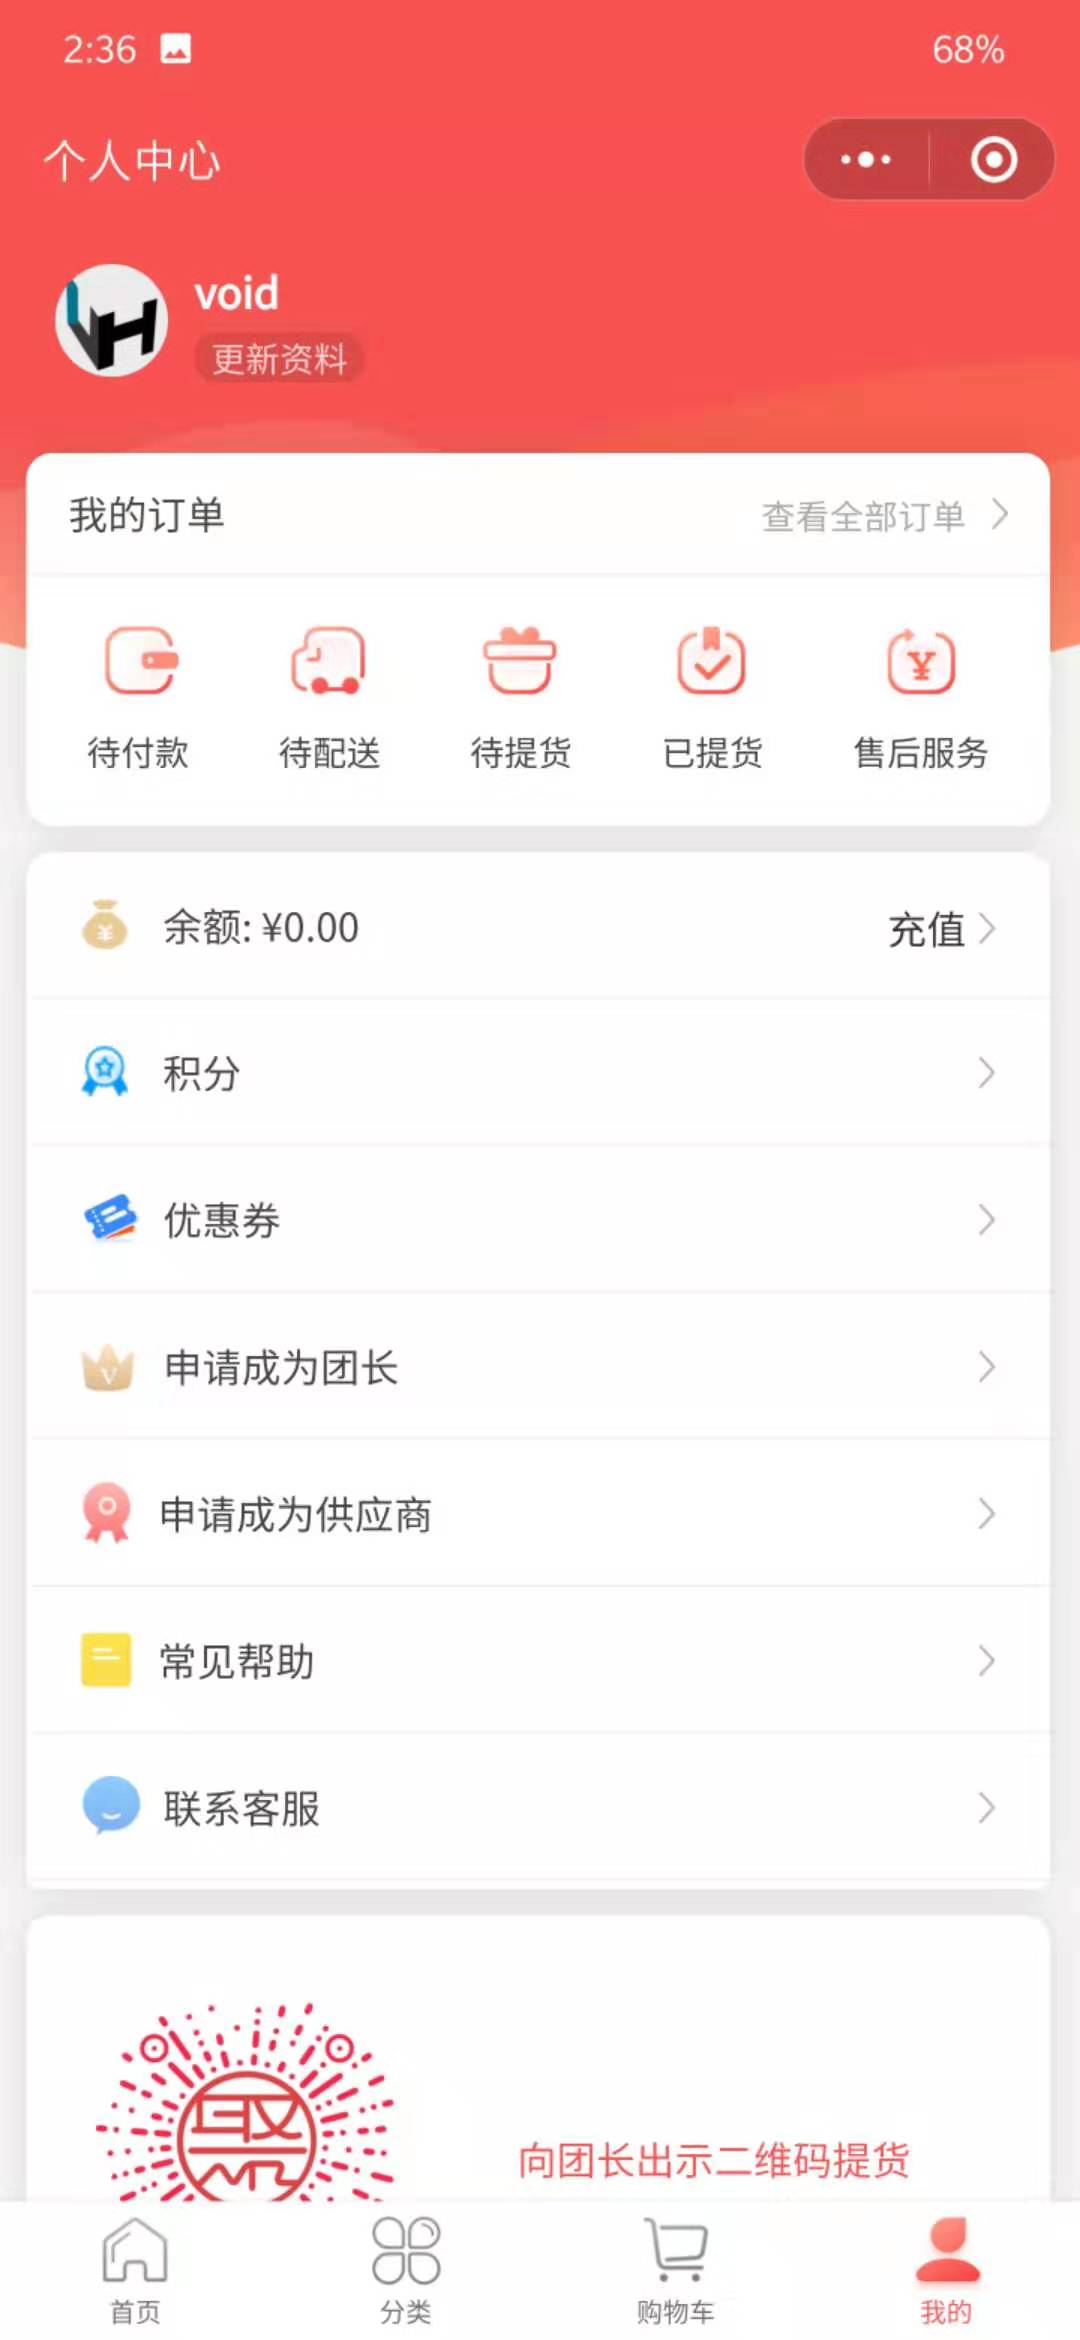 2:36
68%
个人中心
void
更新资料
我的订单
查看全部订单
待付款
待配送
待提货
已提货
售后服务
余额: ¥0.00
充值
积分
优惠券
申请成为团长
申请成为供应商
常见帮助
联系客服
向团长出示二维码提货
首页
分类
购物车
我的